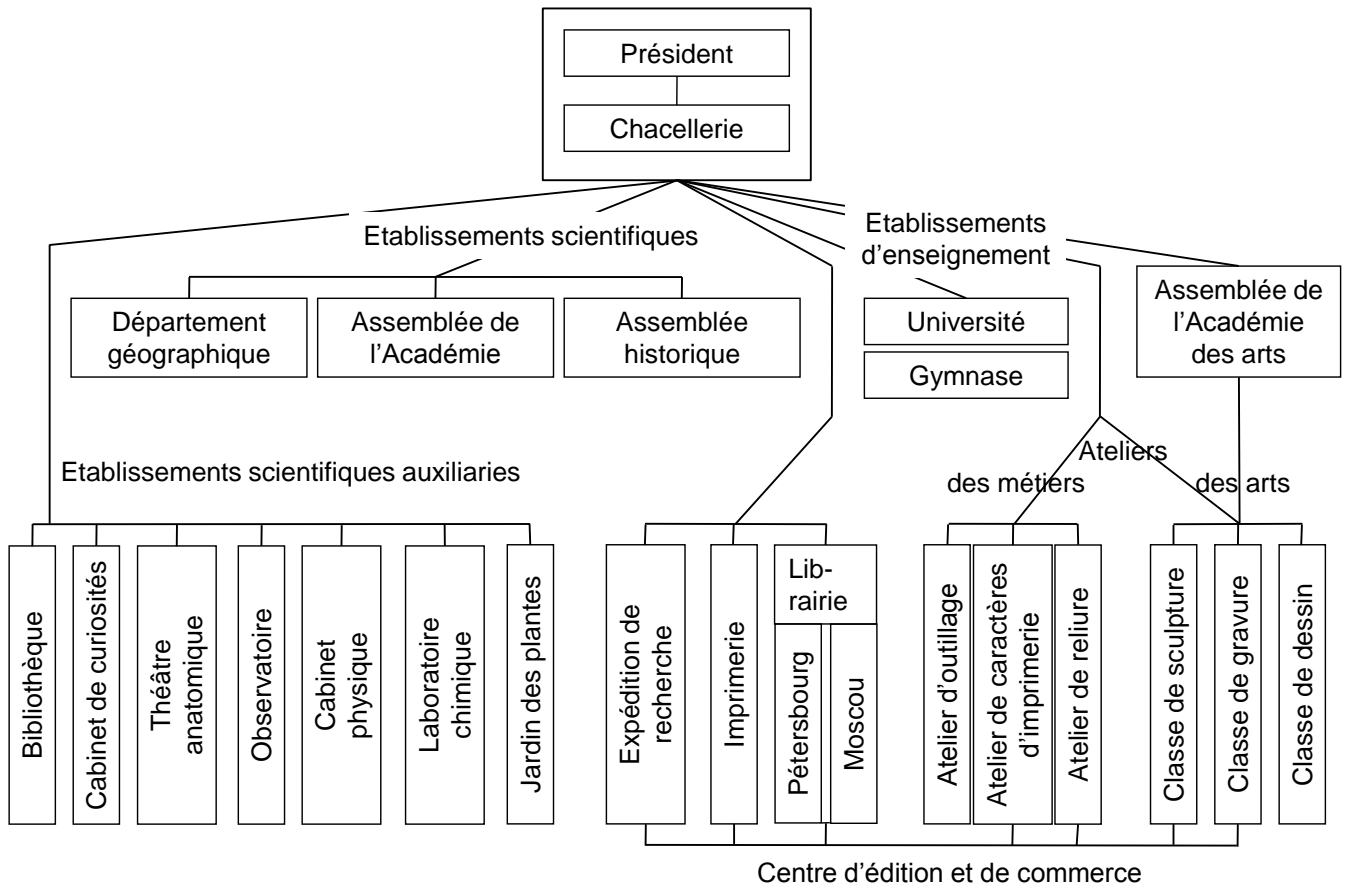 Président
Chacellerie
Etablissements scientifiques
Etablissements
d’enseignement
Département
géographique
Assemblée de
l’Académie
Assemblée
historique
Université
Gymnase
Assemblée de
l’Académie
des arts
Etablissements scientifiques auxiliaries
Ateliers
des métiers
des arts
Bibliothèque
Cabinet de curiosités
Théâtre
anatomique
Observatoire
Cabinet
physique
Laboratoire
chimique
Jardin des plantes
Expédition de
recherche
Imprimerie
Lib-
rairie
Pétersbourg
Moscou
Atelier d’outillage
Atelier de caractères
d’imprimerie
Atelier de reliure
Classe de sculpture
Classe de gravure
Classe de dessin
Centre d’édition et de commerce